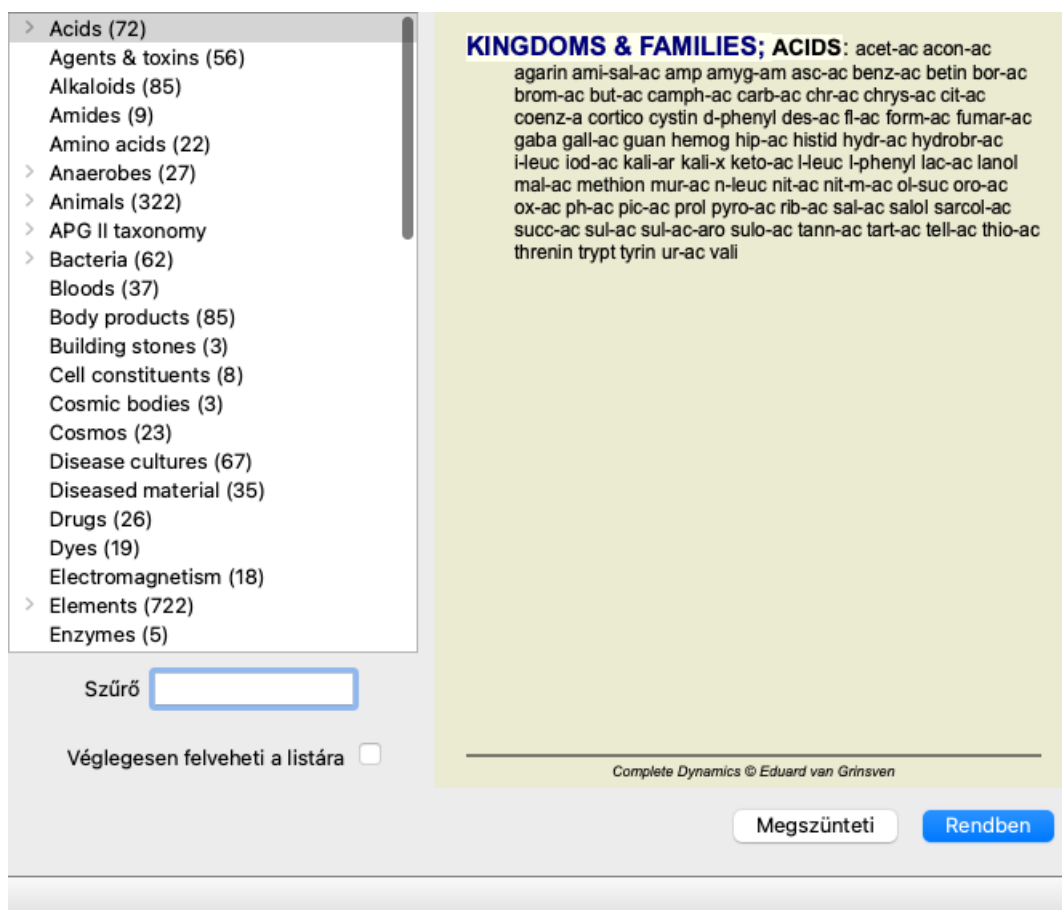 Acids (72)
Agents & toxins (56)
Alkaloids (85)
Amides (9)
Amino acids (22)
Anaerobes (27)
Animals (322)
APG II taxonomy
Bacteria (62)
Bloods (37)
Body products (85)
Building stones (3)
Cell constituents (8)
Cosmic bodies (3)
Cosmos (23)
Disease cultures (67)
Diseased material (35)
Drugs (26)
Dyes (19)
Electromagnetism (18)
Elements (722)
Enzymes (5)
Szűrő
Véglegesen felveheti a listára
KINGDOMS & FAMILIES; ACIDS: acet-ac acon-ac
agarin ami-sal-ac amp amyg-am asc-ac benz-ac betin bor-ac
brom-ac but-ac camph-ac carb-ac chr-ac chrys-ac cit-ac
coenz-a cortico cystin d-phenyl des-ac fl-ac form-ac fumar-ac
gaba gall-ac guan hemog hip-ac histid hydr-ac hydrobr-ac
i-leuc iod-ac kali-ar kali-x keto-ac l-leuc l-phenyl lac-ac lanol
mal-ac methion mur-ac n-leuc nit-ac nit-m-ac ol-suc oro-ac
ox-ac ph-ac pic-ac prol pyro-ac rib-ac sal-ac salol sarcol-ac
succ-ac sul-ac sul-ac-aro sulo-ac tann-ac tart-ac tell-ac thio-ac
threnin trypt tyrin ur-ac vali
Complete Dynamics © Eduard van Grinsven
Megszünteti
Rendben